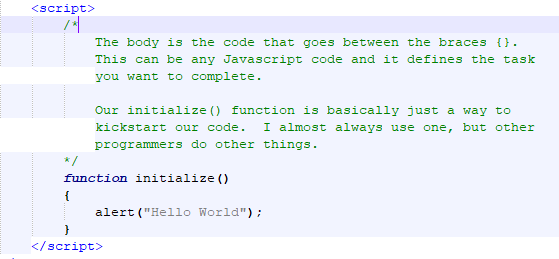 <script>
/*
The body is the code that goes between the braces {}.
This can be any Javascript code and it defines the task
you want to complete.
Our initialize() function is basically just a way to
kickstart our code.  I almost always use one, but other
programmers do other things.
*/
function initialize()
{
alert("Hello World");
}
</script>